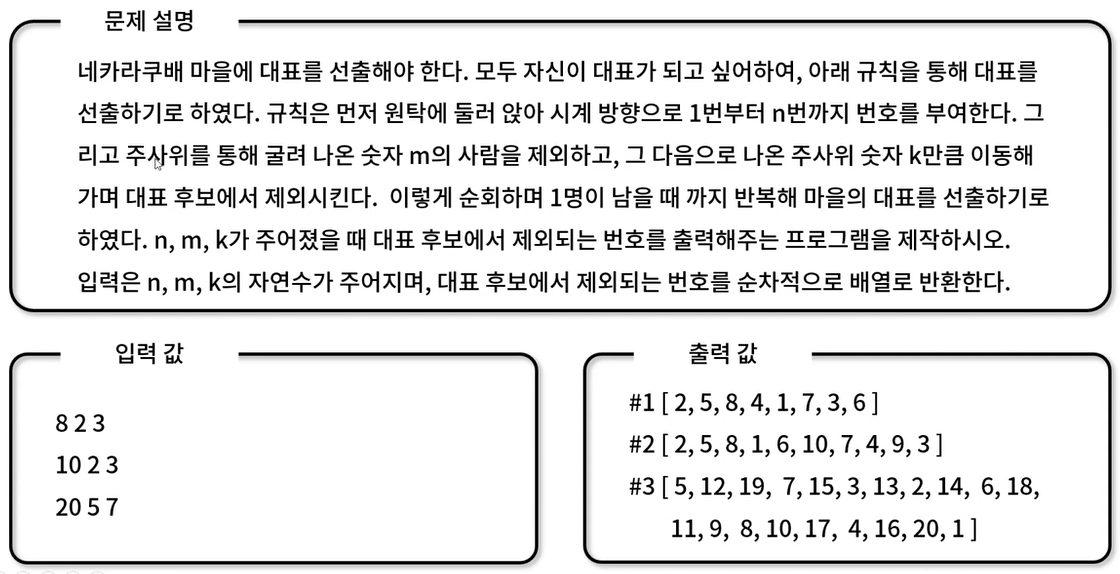 문제 설명
네카라쿠배 마을에 대표를 선출해야 한다. 모두 자신이 대표가 되고 싶어하여, 아래 규칙을 통해 대표를
선출하기로 하였다. 규칙은 먼저 원탁에 둘러 앉아 시계 방향으로 1번부터 n번까지 번호를 부여한다. 그
리고 주사위를 통해 굴려 나온 숫자 m의 사람을 제외하고, 그 다음으로 나온 주사위 숫자 k만큼 이동해
가며 대표 후보에서 제외시킨다. 이렇게 순회하며 1명이 남을 때 까지 반복해 마을의 대표를 선출하기로
하였다. n, m, k가 주어졌을 때 대표 후보에서 제외되는 번호를 출력해주는 프로그램을 제작하시오.
입력은 n, m, k의 자연수가 주어지며, 대표 후보에서 제외되는 번호를 순차적으로 배열로 반환한다.
입력 값
8 2 3
10 2 3
20 5 7
출력 값
#1 [ 2, 5, 8, 4, 1, 7, 3, 6 ]
#2 [ 2, 5, 8, 1, 6, 10, 7, 4, 9, 3 ]
#3 [ 5, 12, 19, 7, 15, 3, 13, 2, 14, 6, 18,
11, 9, 8, 10, 17, 4, 16, 20, 1 ]